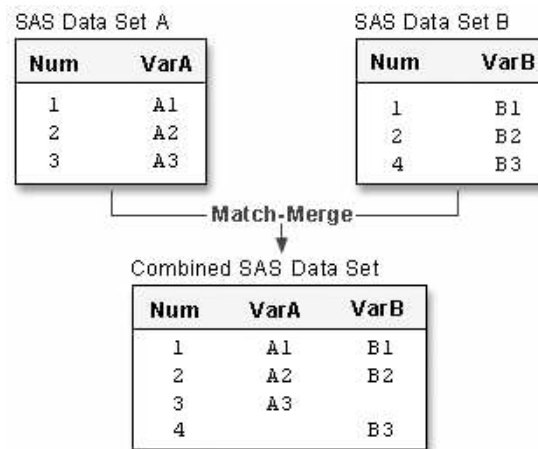 SAS Data Set A
Num VarA
1 A1
2 A2
3 A3
SAS Data Set B
Num VarB
1 B1
2 B2
4 B3
Match-Merge
Combined SAS Data Set
Num VarA VarB
1 A1 B1
2 A2 B2
3 A3
4 B3